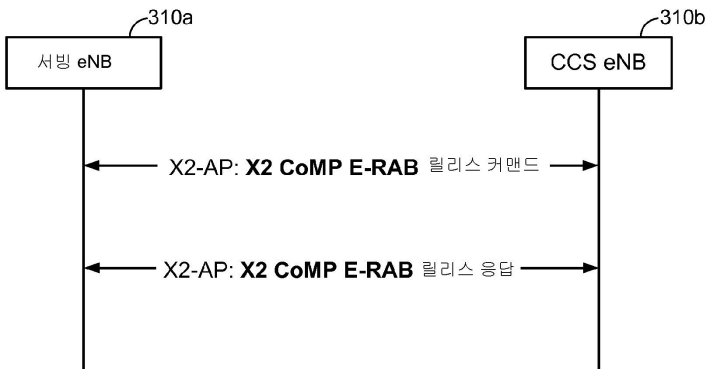 310a
310b
서빙 eNB
CCS eNB
X2-AP: X2 CoMP E-RAB 릴리스 커맨드
X2-AP: X2 CoMP E-RAB 릴리스 응답